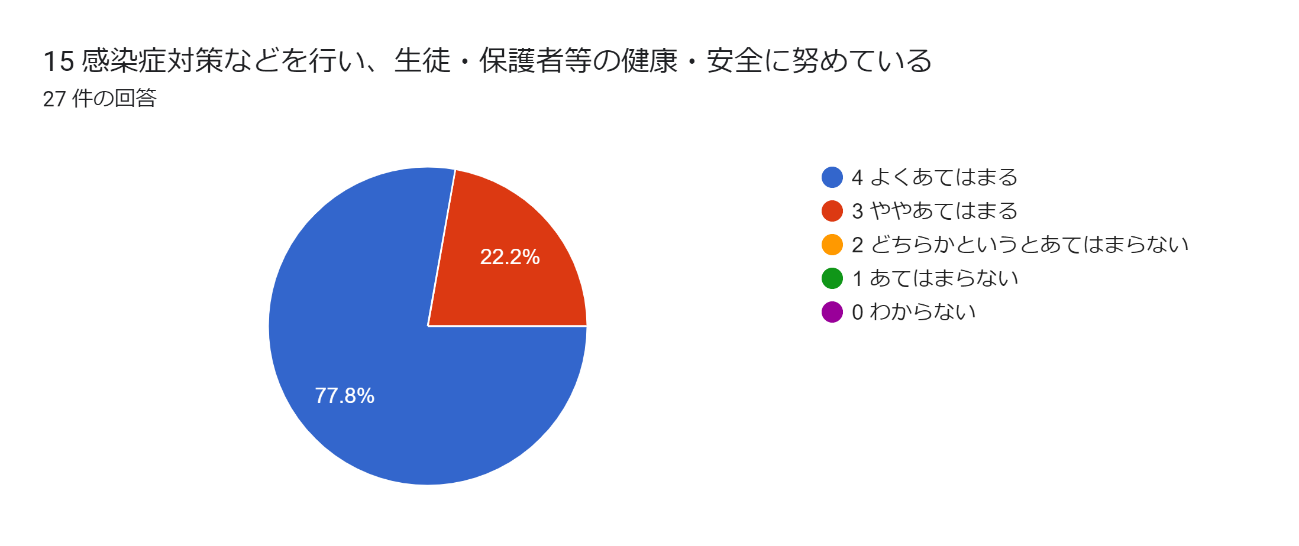 15 感染症対策などを行い、生徒・保護者等の健康・安全に努めている
27 件の回答
4 よくあてはまる
3 ややあてはまる
2 どちらかというとあてはまらない
1 あてはまらない
0 わからない
22.2%
77.8%